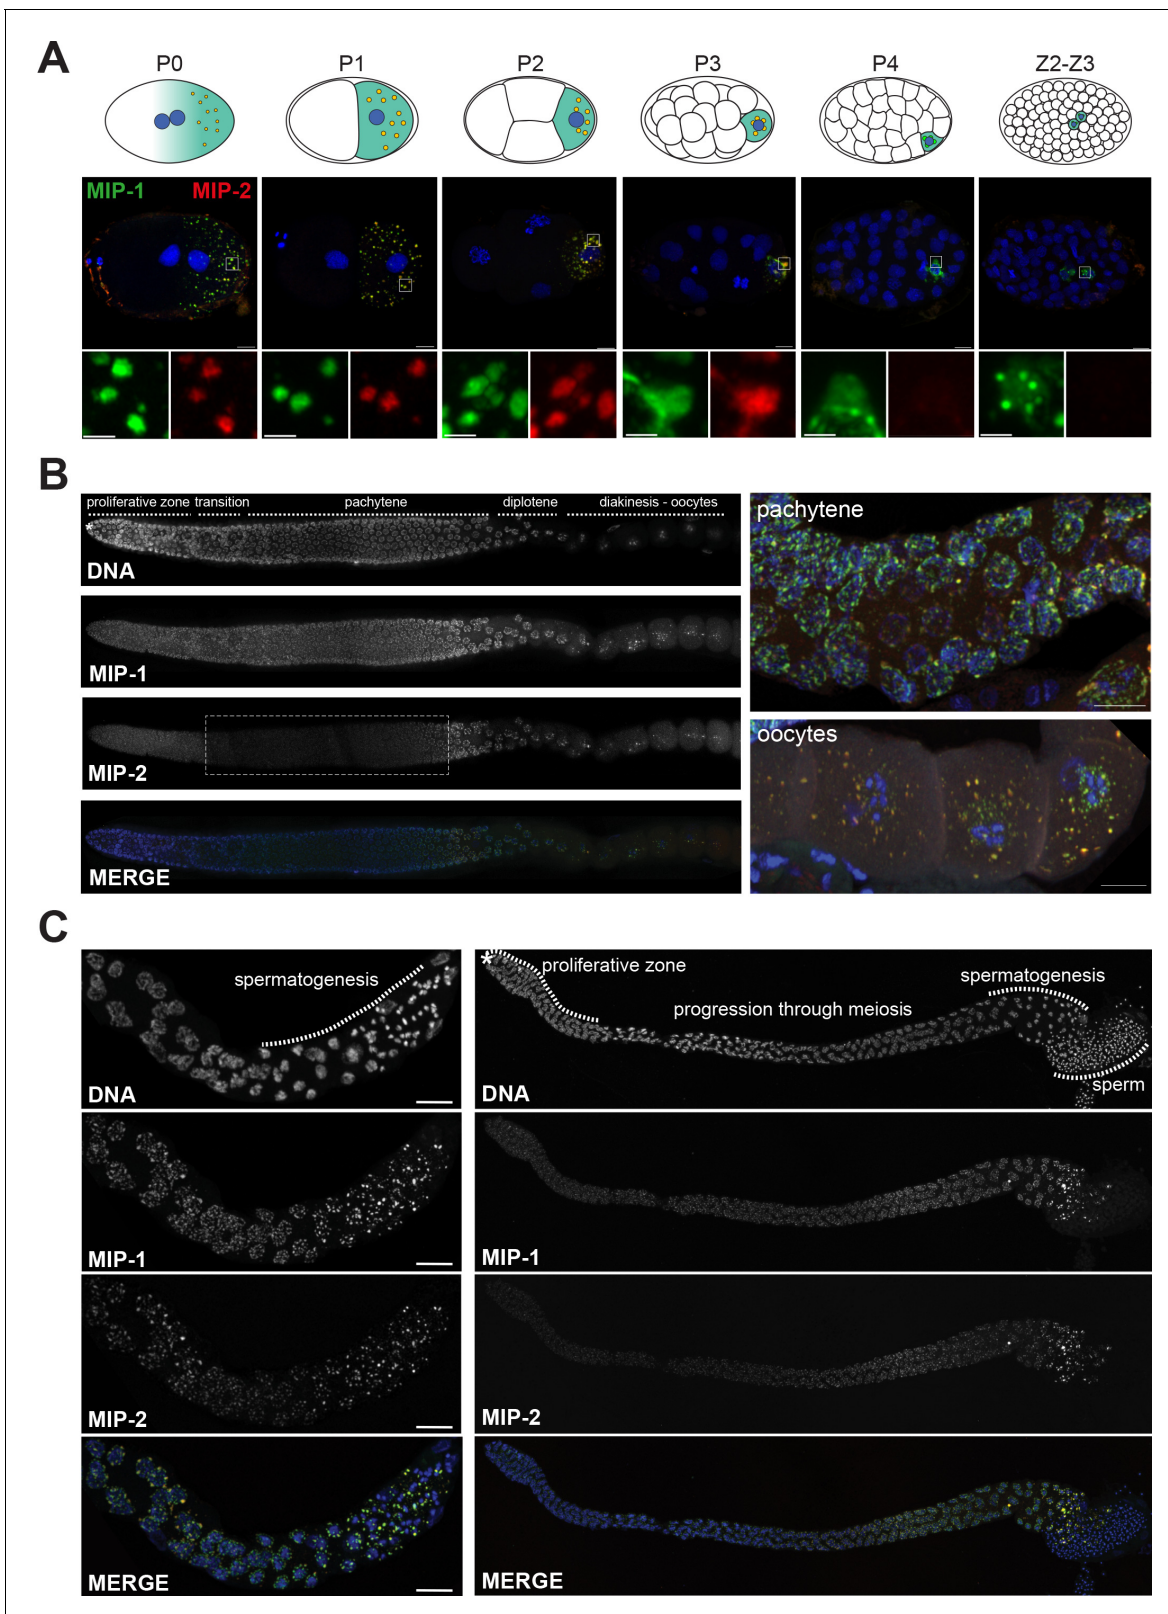 A
P0 P1 P2 P3 P4 Z2-Z3
MIP-1 MIP-2
B
proliferative zone transition pachytene diplotene diakinesis - oocytes
*
DNA
MIP-1
MIP-2
MERGE
pachytene
oocytes
C
spermatogenesis
DNA
MIP-1
MIP-2
MERGE
*
proliferative zone
progression through meiosis
spermatogenesis
sperm
DNA
MIP-1
MIP-2
MERGE